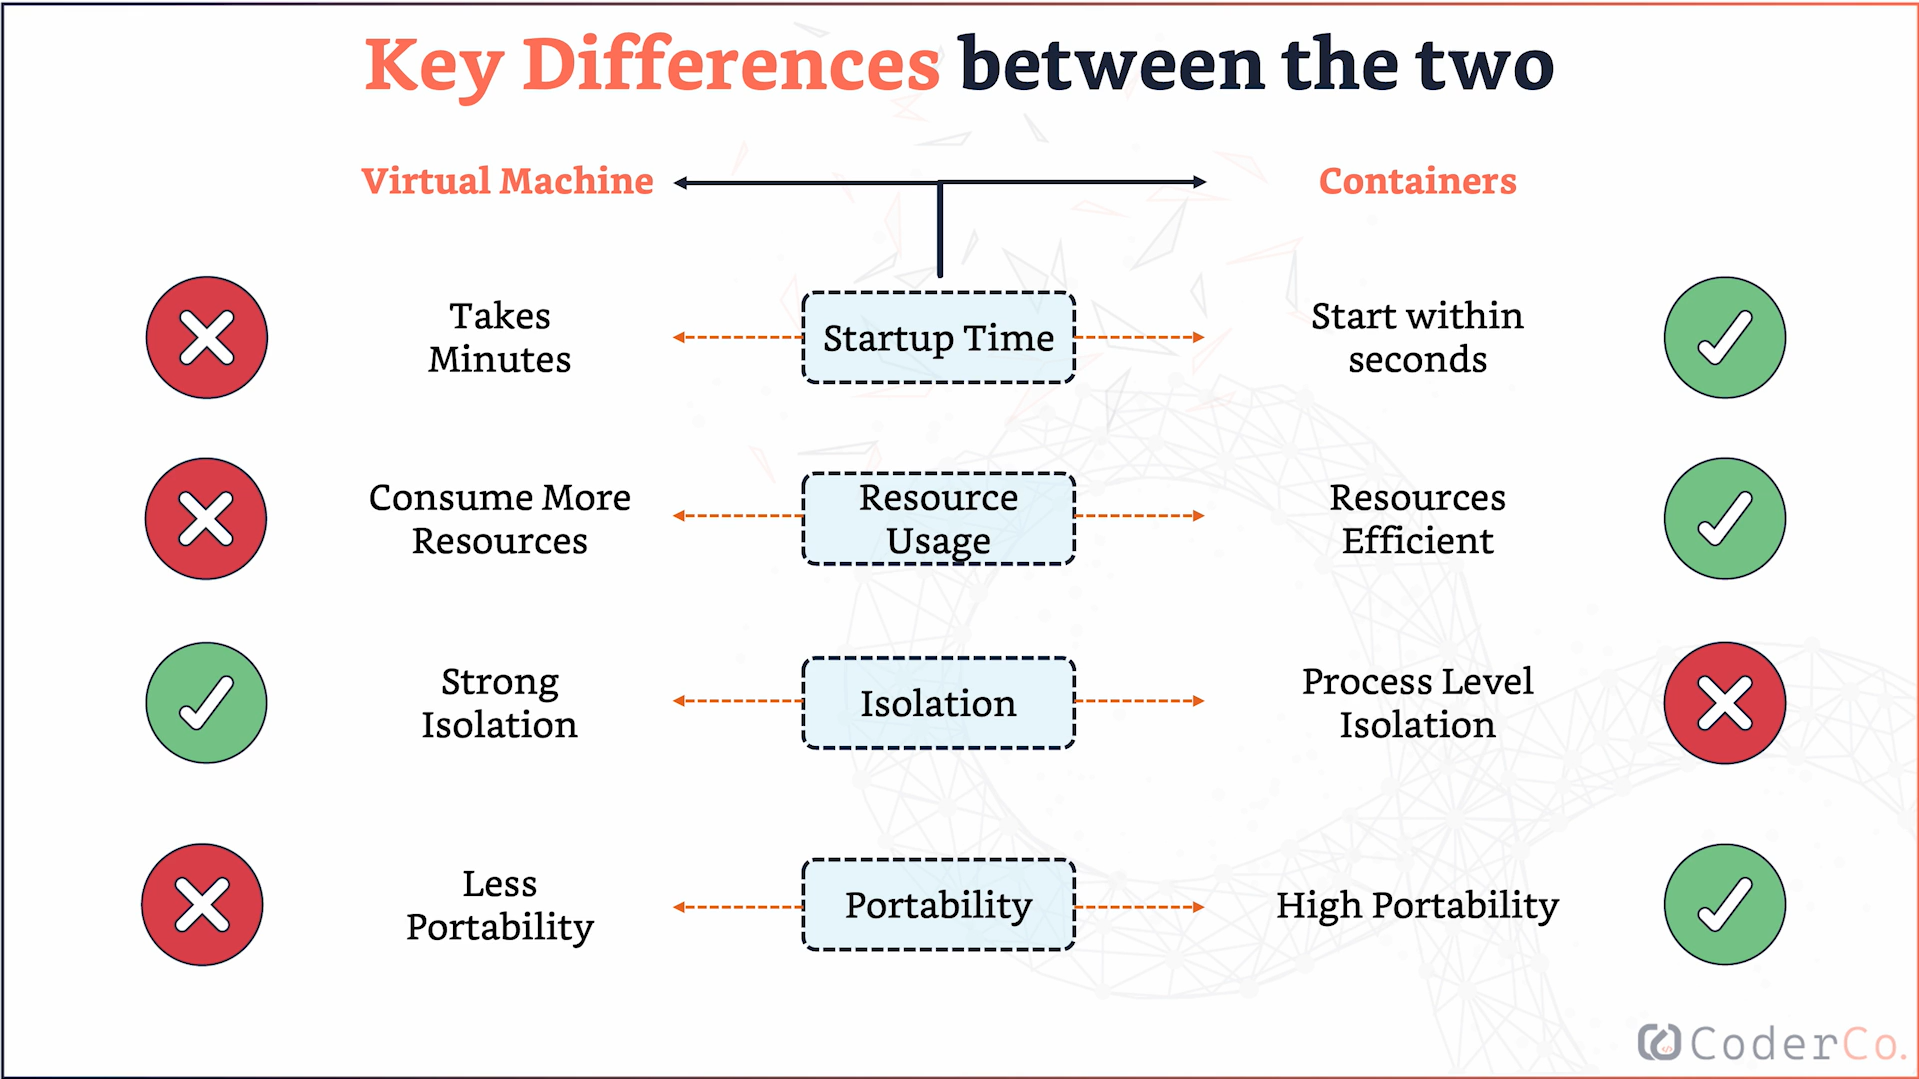 Key Differences between the two
Virtual Machine
Containers
Takes
Minutes
Startup Time
Start within
seconds
Consume More
Resources
Resource
Usage
Resources
Efficient
Strong
Isolation
Isolation
Process Level
Isolation
Less
Portability
Portability
High Portability
CoderCo.